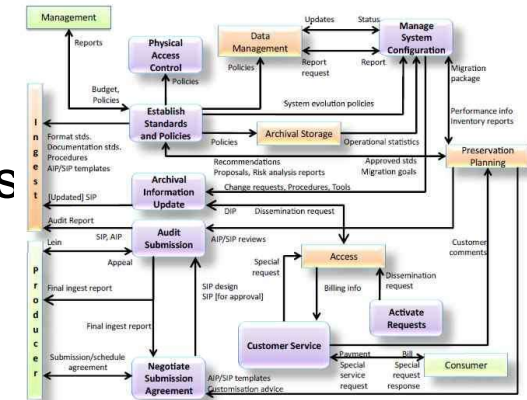 Management
Reports
Budget,
Policies
Physical
Access
Control
Policies
Data
Management
Policies
Updates
Status
Report
request
Report
Manage
System
Configuration
Migration
package
Performance info
Inventory reports
System evolution policies
Establish
Standards
and Policies
Policies
Archival Storage
Operational statistics
Ingest
Format stds.
Documentation stds.
Procedures
AIP/SIP templates
Recommendations
Proposals, Risk analysis reports
Approved stds
Migration goals
Preservation
Planning
s
Archival
Information
Update
Change requests, Procedures, Tools
[Updated] SIP
DIP
Dissemination request
Audit Report
Audit
Submission
AIP/SIP reviews
Lein
SIP, AIP
Appeal
Producer
Final ingest report
Final ingest report
SIP design
SIP [for approval]
Special
request
Access
Billing info
Dissemination
request
Customer
comments
Activate
Requests
Customer Service
Payment
Special
service
request
Bill
Special
request
response
Consumer
Submission/schedule
agreement
Negotiate
Submission
Agreement
AIP/SIP templates
Customisation advice